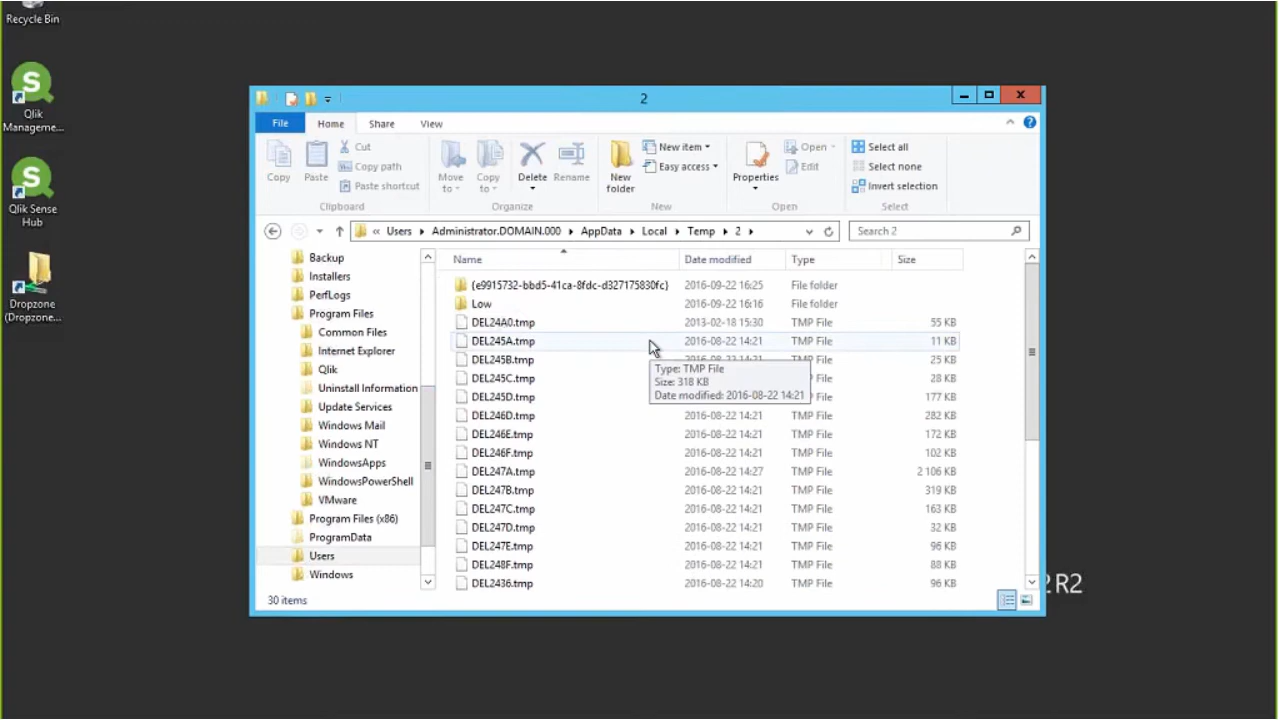 Recycle Bin
Qlik
Manageme...
Qlik Sense
Hub
Dropzone
(Dropzone...
2
File Home Share View
Copy
Paste
Cut
Copy path
Paste shortcut
Clipboard
Move
to
Copy
to
Delete
Rename
Organize
New
folder
New item
Easy access
New
Properties
Open
Edit
Open
Select all
Select none
Invert selection
Select
« Users Administrator.DOMAIN.000 AppData Local Temp 2
Search 2
Backup
Installers
PerfLogs
Program Files
Common Files
Internet Explorer
Qlik
Uninstall Information
Update Services
Windows Mail
Windows NT
WindowsApps
WindowsPowerShell
VMware
Program Files (x86)
ProgramData
Users
Windows
Name Date modified Type Size
{e9915732-bbd5-41ca-8fdc-d327175830fc} 2016-09-22 16:25 File folder
Low 2016-09-22 16:16 File folder
DEL24A0.tmp 2013-02-18 15:30 TMP File 55 KB
DEL245A.tmp 2016-08-22 14:21 TMP File 11 KB
DEL245B.tmp 2016-08-22 14:21 TMP File 25 KB
DEL245C.tmp TMP File 28 KB
DEL245D.tmp TMP File 177 KB
DEL246D.tmp 2016-08-22 14:21 TMP File 282 KB
DEL246E.tmp 2016-08-22 14:21 TMP File 172 KB
DEL246F.tmp 2016-08-22 14:21 TMP File 102 KB
DEL247A.tmp 2016-08-22 14:27 TMP File 2 106 KB
DEL247B.tmp 2016-08-22 14:21 TMP File 319 KB
DEL247C.tmp 2016-08-22 14:21 TMP File 163 KB
DEL247D.tmp 2016-08-22 14:21 TMP File 32 KB
DEL247E.tmp 2016-08-22 14:21 TMP File 96 KB
DEL248F.tmp 2016-08-22 14:21 TMP File 88 KB
DEL2436.tmp 2016-08-22 14:20 TMP File 96 KB
Type: TMP File
Size: 318 KB
Date modified: 2016-08-22 14:21
30 items
2 R2